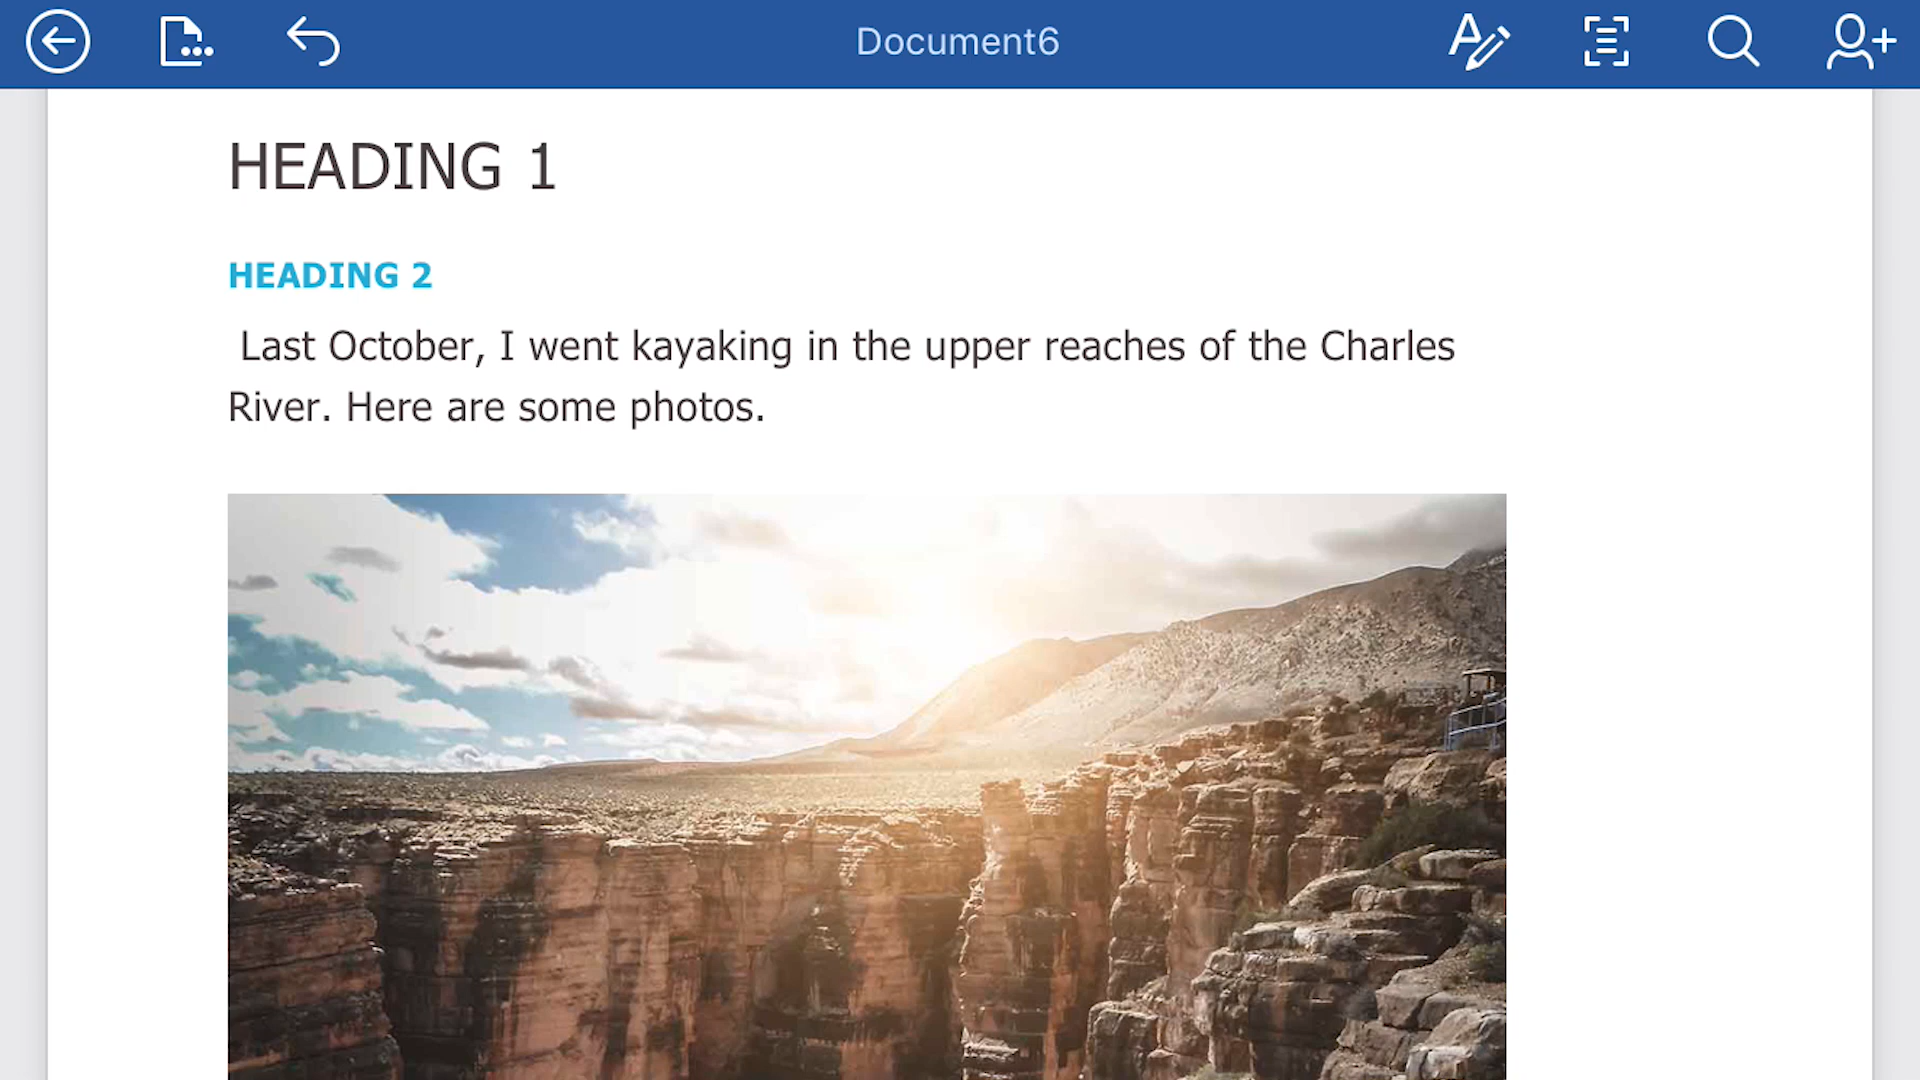 Document6
HEADING 1
HEADING 2
Last October, I went kayaking in the upper reaches of the Charles
River. Here are some photos.